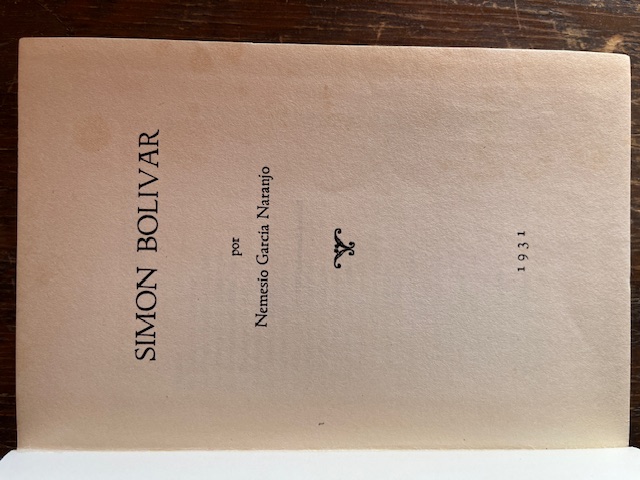 SIMON BOLIVAR
por
Nemesio García Naranjo
1931